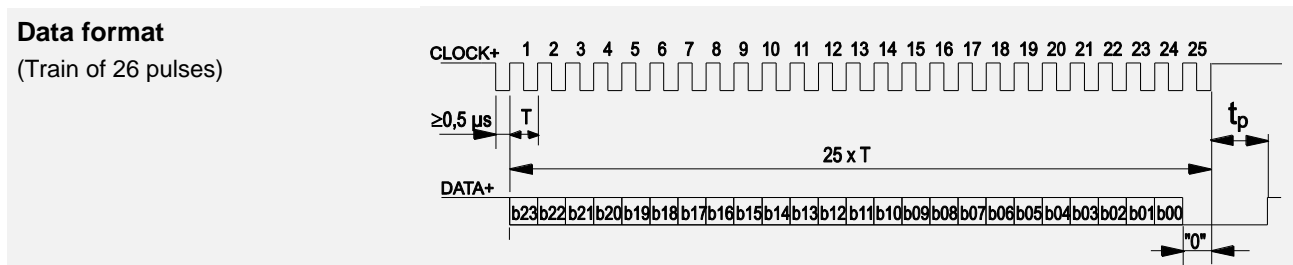 Data format
(Train of 26 pulses)
CLOCK+ 1 2 3 4 5 6 7 8 9 10 11 12 13 14 15 16 17 18 19 20 21 22 23 24 25
≥0,5 µs T tp
25 x T
DATA+
b23 b22 b21 b20 b19 b18 b17 b16 b15 b14 b13 b12 b11 b10 b09 b08 b07 b06 b05 b04 b03 b02 b01 b00
"0"